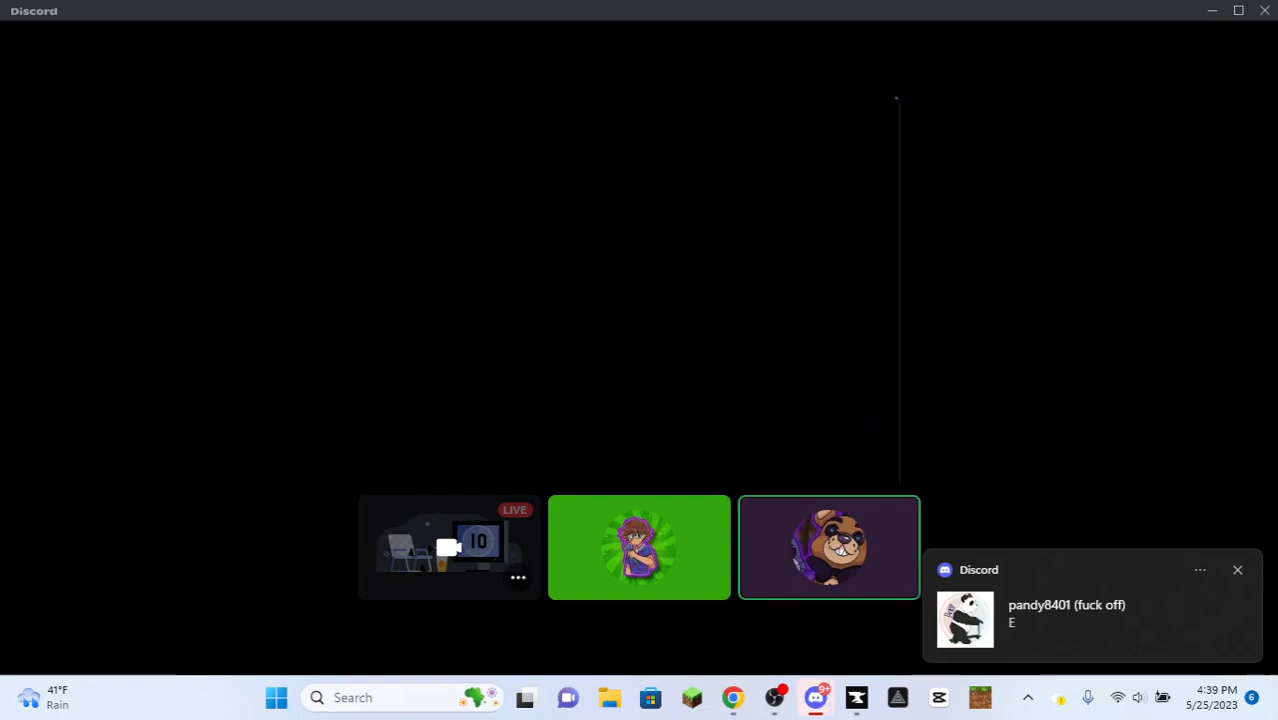 Discord
LIVE
10
Discord
pandy8401 (fuck off)
E
41°F
Rain
Search
9+
4:39 PM
5/25/2023
6